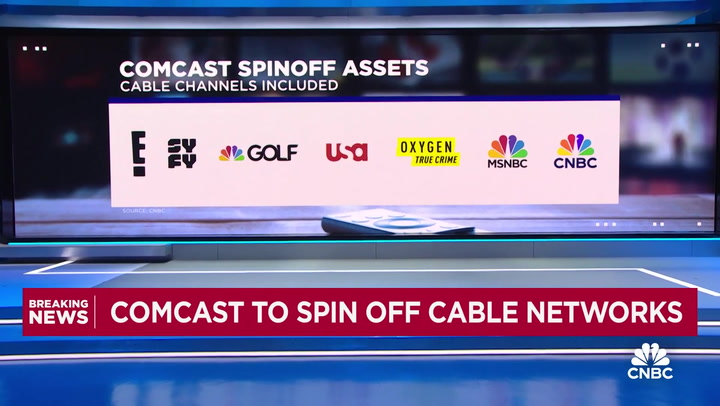 COMCAST SPINOFF ASSETS
CABLE CHANNELS INCLUDED
E!
SYFY
GOLF
USA
OXYGEN
TRUE CRIME
MSNBC
CNBC
SOURCE: CNBC
BREAKING
NEWS
COMCAST TO SPIN OFF CABLE NETWORKS
CNBC